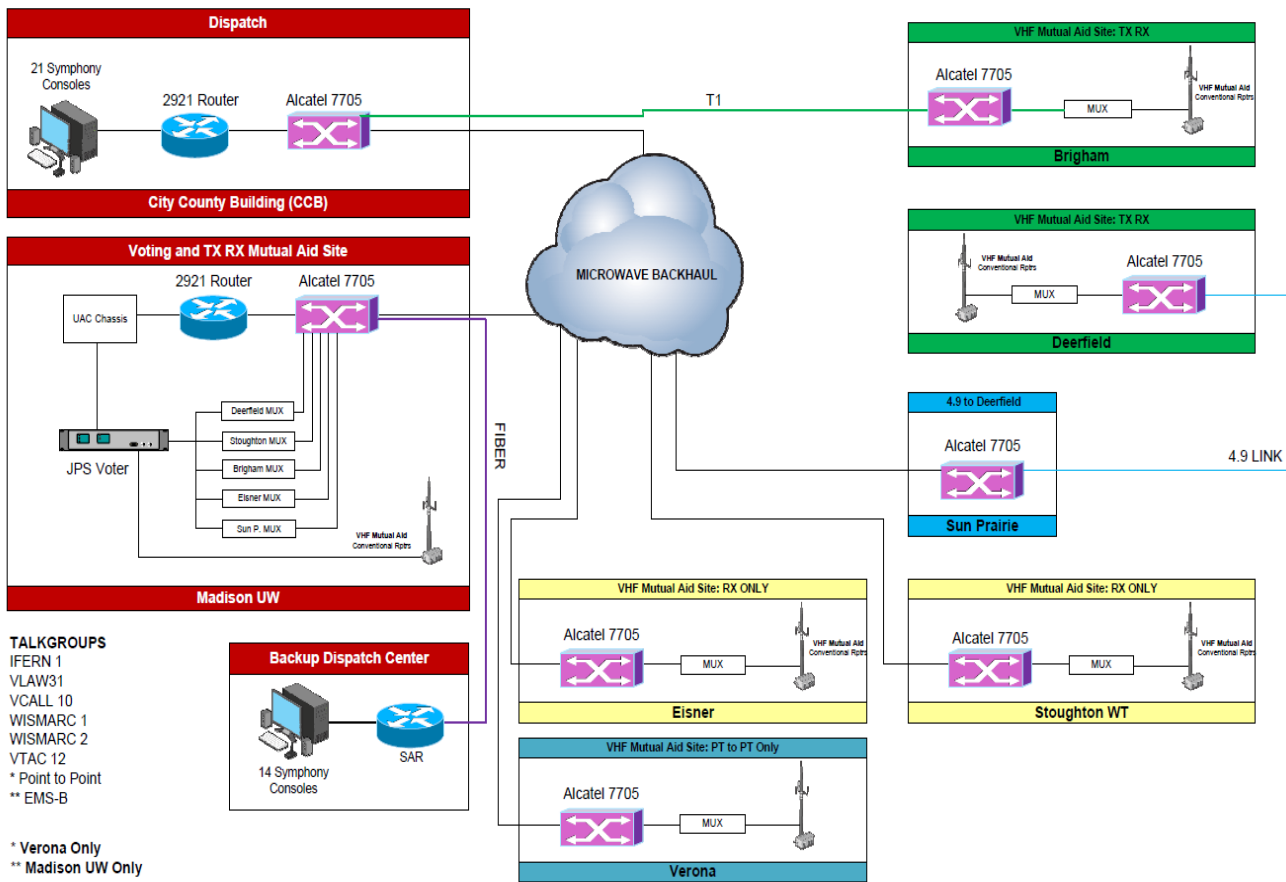 Dispatch
21 Symphony
Consoles
2921 Router
Alcatel 7705
City County Building (CCB)
T1
VHF Mutual Aid Site: TX RX
Alcatel 7705
MUX
VHF Mutual Aid
Conventional Rptrs
Brigham
Voting and TX RX Mutual Aid Site
2921 Router
Alcatel 7705
UAC Chassis
JPS Voter
Deerfield MUX
Stoughton MUX
Brigham MUX
Eisner MUX
Sun P. MUX
VHF Mutual Aid
Conventional Rptrs
Madison UW
MICROWAVE BACKHAUL
FIBER
VHF Mutual Aid Site: TX RX
VHF Mutual Aid
Conventional Rptrs
MUX
Alcatel 7705
Deerfield
4.9 to Deerfield
Alcatel 7705
Sun Prairie
4.9 LINK
VHF Mutual Aid Site: RX ONLY
Alcatel 7705
MUX
VHF Mutual Aid
Conventional Rptrs
Eisner
VHF Mutual Aid Site: RX ONLY
Alcatel 7705
MUX
VHF Mutual Aid
Conventional Rptrs
Stoughton WT
VHF Mutual Aid Site: PT to PT Only
Alcatel 7705
MUX
Verona
Backup Dispatch Center
14 Symphony
Consoles
SAR
TALKGROUPS
IFERN 1
VLAW31
VCALL 10
WISMARC 1
WISMARC 2
VTAC 12
* Point to Point
** EMS-B
* Verona Only
** Madison UW Only